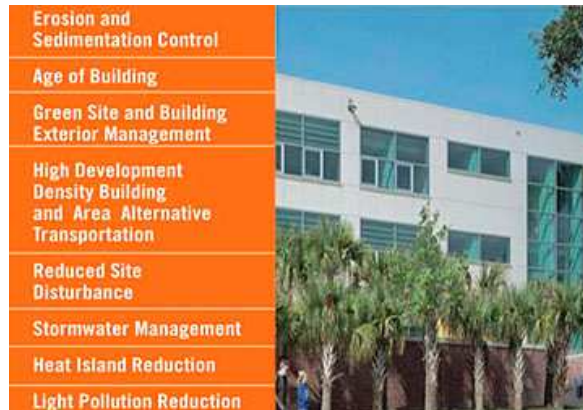 Erosion and
Sedimentation Control
Age of Building
Green Site and Building
Exterior Management
High Development
Density Building
and Area Alternative
Transportation
Reduced Site
Disturbance
Stormwater Management
Heat Island Reduction
Light Pollution Reduction